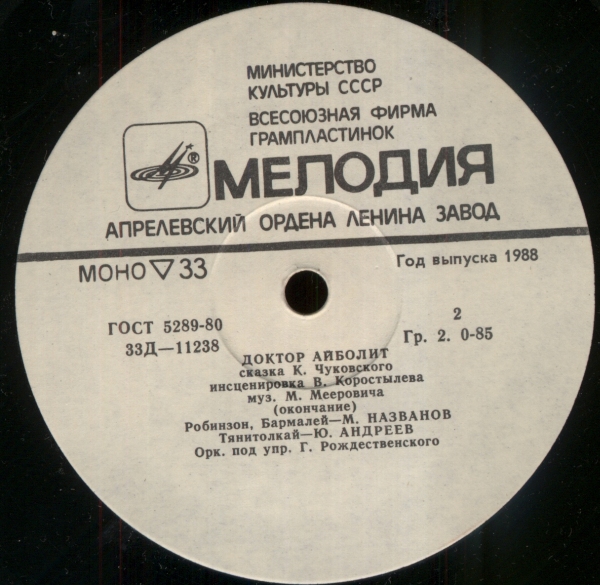 МИНИСТЕРСТВО
КУЛЬТУРЫ СССР
ВСЕСОЮЗНАЯ ФИРМА
ГРАМПЛАСТИНОК
®
МЕЛОДИЯ
АПРЕЛЕВСКИЙ ОРДЕНА ЛЕНИНА ЗАВОД
МОНО ▽ 33
Год выпуска 1988
ГОСТ 5289-80
33Д—11238
2
Гр. 2. 0-85
ДОКТОР АЙБОЛИТ
сказка К. Чуковского
инсценировка В. Коростылева
муз. М. Мееровича
(окончание)
Робинзон, Бармалей—М. НАЗВАНОВ
Тянитолкай—Ю. АНДРЕЕВ
Орк. под упр. Г. Рождественского